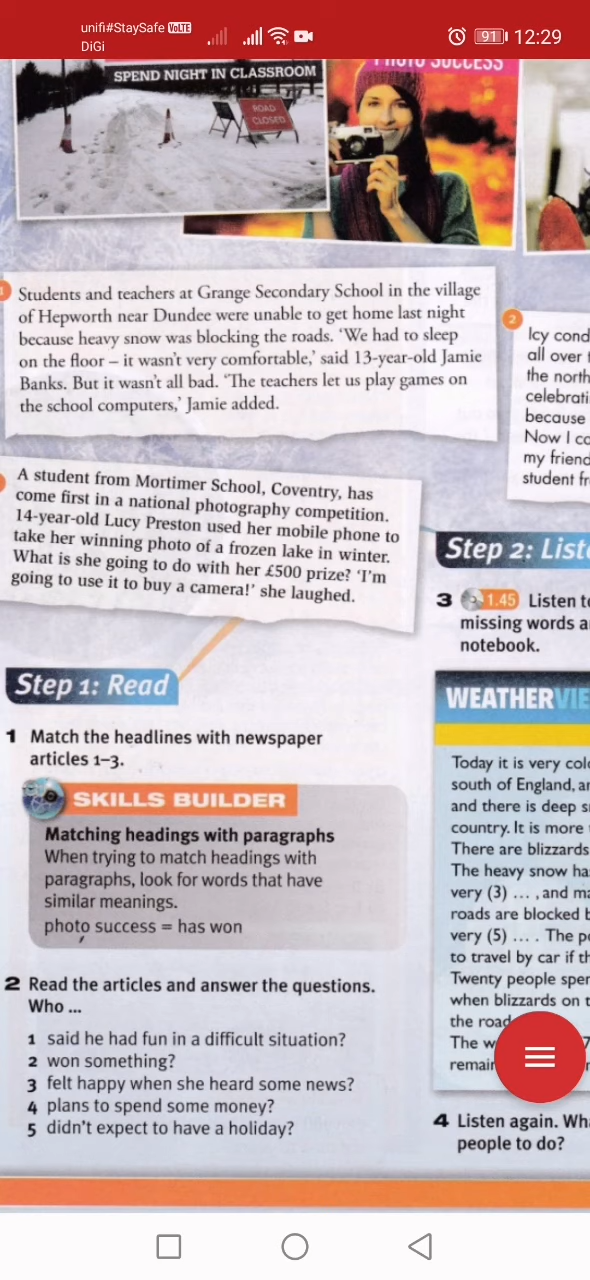 unifi#StaySafe VoLTE
DiGi
91 12:29
SPEND NIGHT IN CLASSROOM
PHOTO SUCCESS
ROAD
CLOSED
1
Students and teachers at Grange Secondary School in the village
of Hepworth near Dundee were unable to get home last night
because heavy snow was blocking the roads. ‘We had to sleep
on the floor – it wasn’t very comfortable,’ said 13-year-old Jamie
Banks. But it wasn’t all bad. ‘The teachers let us play games on
the school computers,’ Jamie added.
2
Icy cond
all over t
the north
celebrati
because
Now I co
my friend
student fr
A student from Mortimer School, Coventry, has
come first in a national photography competition.
14-year-old Lucy Preston used her mobile phone to
take her winning photo of a frozen lake in winter.
What is she going to do with her £500 prize? ‘I’m
going to use it to buy a camera!’ she laughed.
Step 1: Read
1 Match the headlines with newspaper
articles 1–3.
SKILLS BUILDER
Matching headings with paragraphs
When trying to match headings with
paragraphs, look for words that have
similar meanings.
photo success = has won
2 Read the articles and answer the questions.
Who ...
1 said he had fun in a difficult situation?
2 won something?
3 felt happy when she heard some news?
4 plans to spend some money?
5 didn’t expect to have a holiday?
Step 2: Liste
3 1.45 Listen to
missing words a
notebook.
WEATHERVIE
Today it is very col
south of England, a
and there is deep s
country. It is more
There are blizzards
The heavy snow ha
very (3) ... , and ma
roads are blocked b
very (5) ... . The p
to travel by car if th
Twenty people spe
when blizzards on t
the road
The w
remai
4 Listen again. Wh
people to do?